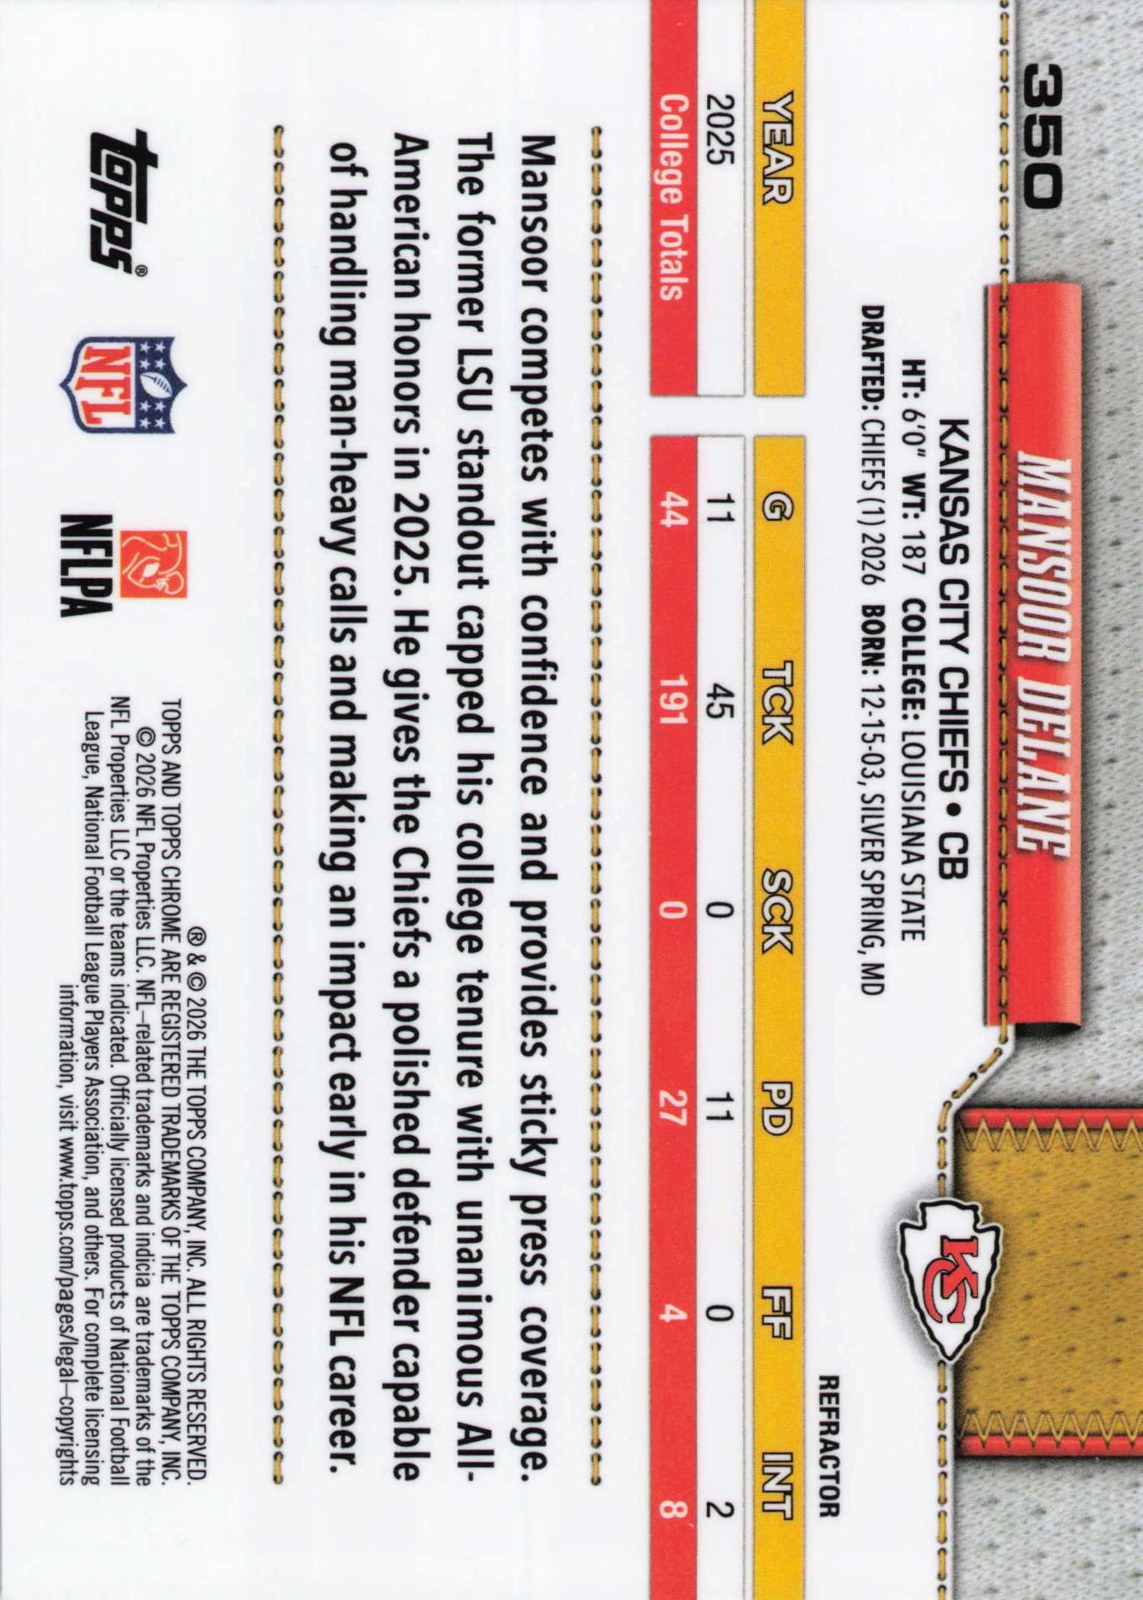 350
MANSOOR DELANE
KANSAS CITY CHIEFS • CB
HT: 6'0" WT: 187 COLLEGE: LOUISIANA STATE
DRAFTED: CHIEFS (1) 2026 BORN: 12-15-03, SILVER SPRING, MD
KC
REFRACTOR
YEAR G TCK SCK PD FF INT
2025 11 45 0 11 0 2
College Totals 44 191 0 27 4 8
Mansoor competes with confidence and provides sticky press coverage.
The former LSU standout capped his college tenure with unanimous All-
American honors in 2025. He gives the Chiefs a polished defender capable
of handling man-heavy calls and making an impact early in his NFL career.
Topps®
NFL
NFLPA
® & © 2026 THE TOPPS COMPANY, INC. ALL RIGHTS RESERVED.
TOPPS AND TOPPS CHROME ARE REGISTERED TRADEMARKS OF THE TOPPS COMPANY, INC.
© 2026 NFL Properties LLC. NFL-related trademarks and indicia are trademarks of the
NFL Properties LLC or the teams indicated. Officially licensed products of National Football
League, National Football League Players Association, and others. For complete licensing
information, visit www.topps.com/pages/legal-copyrights